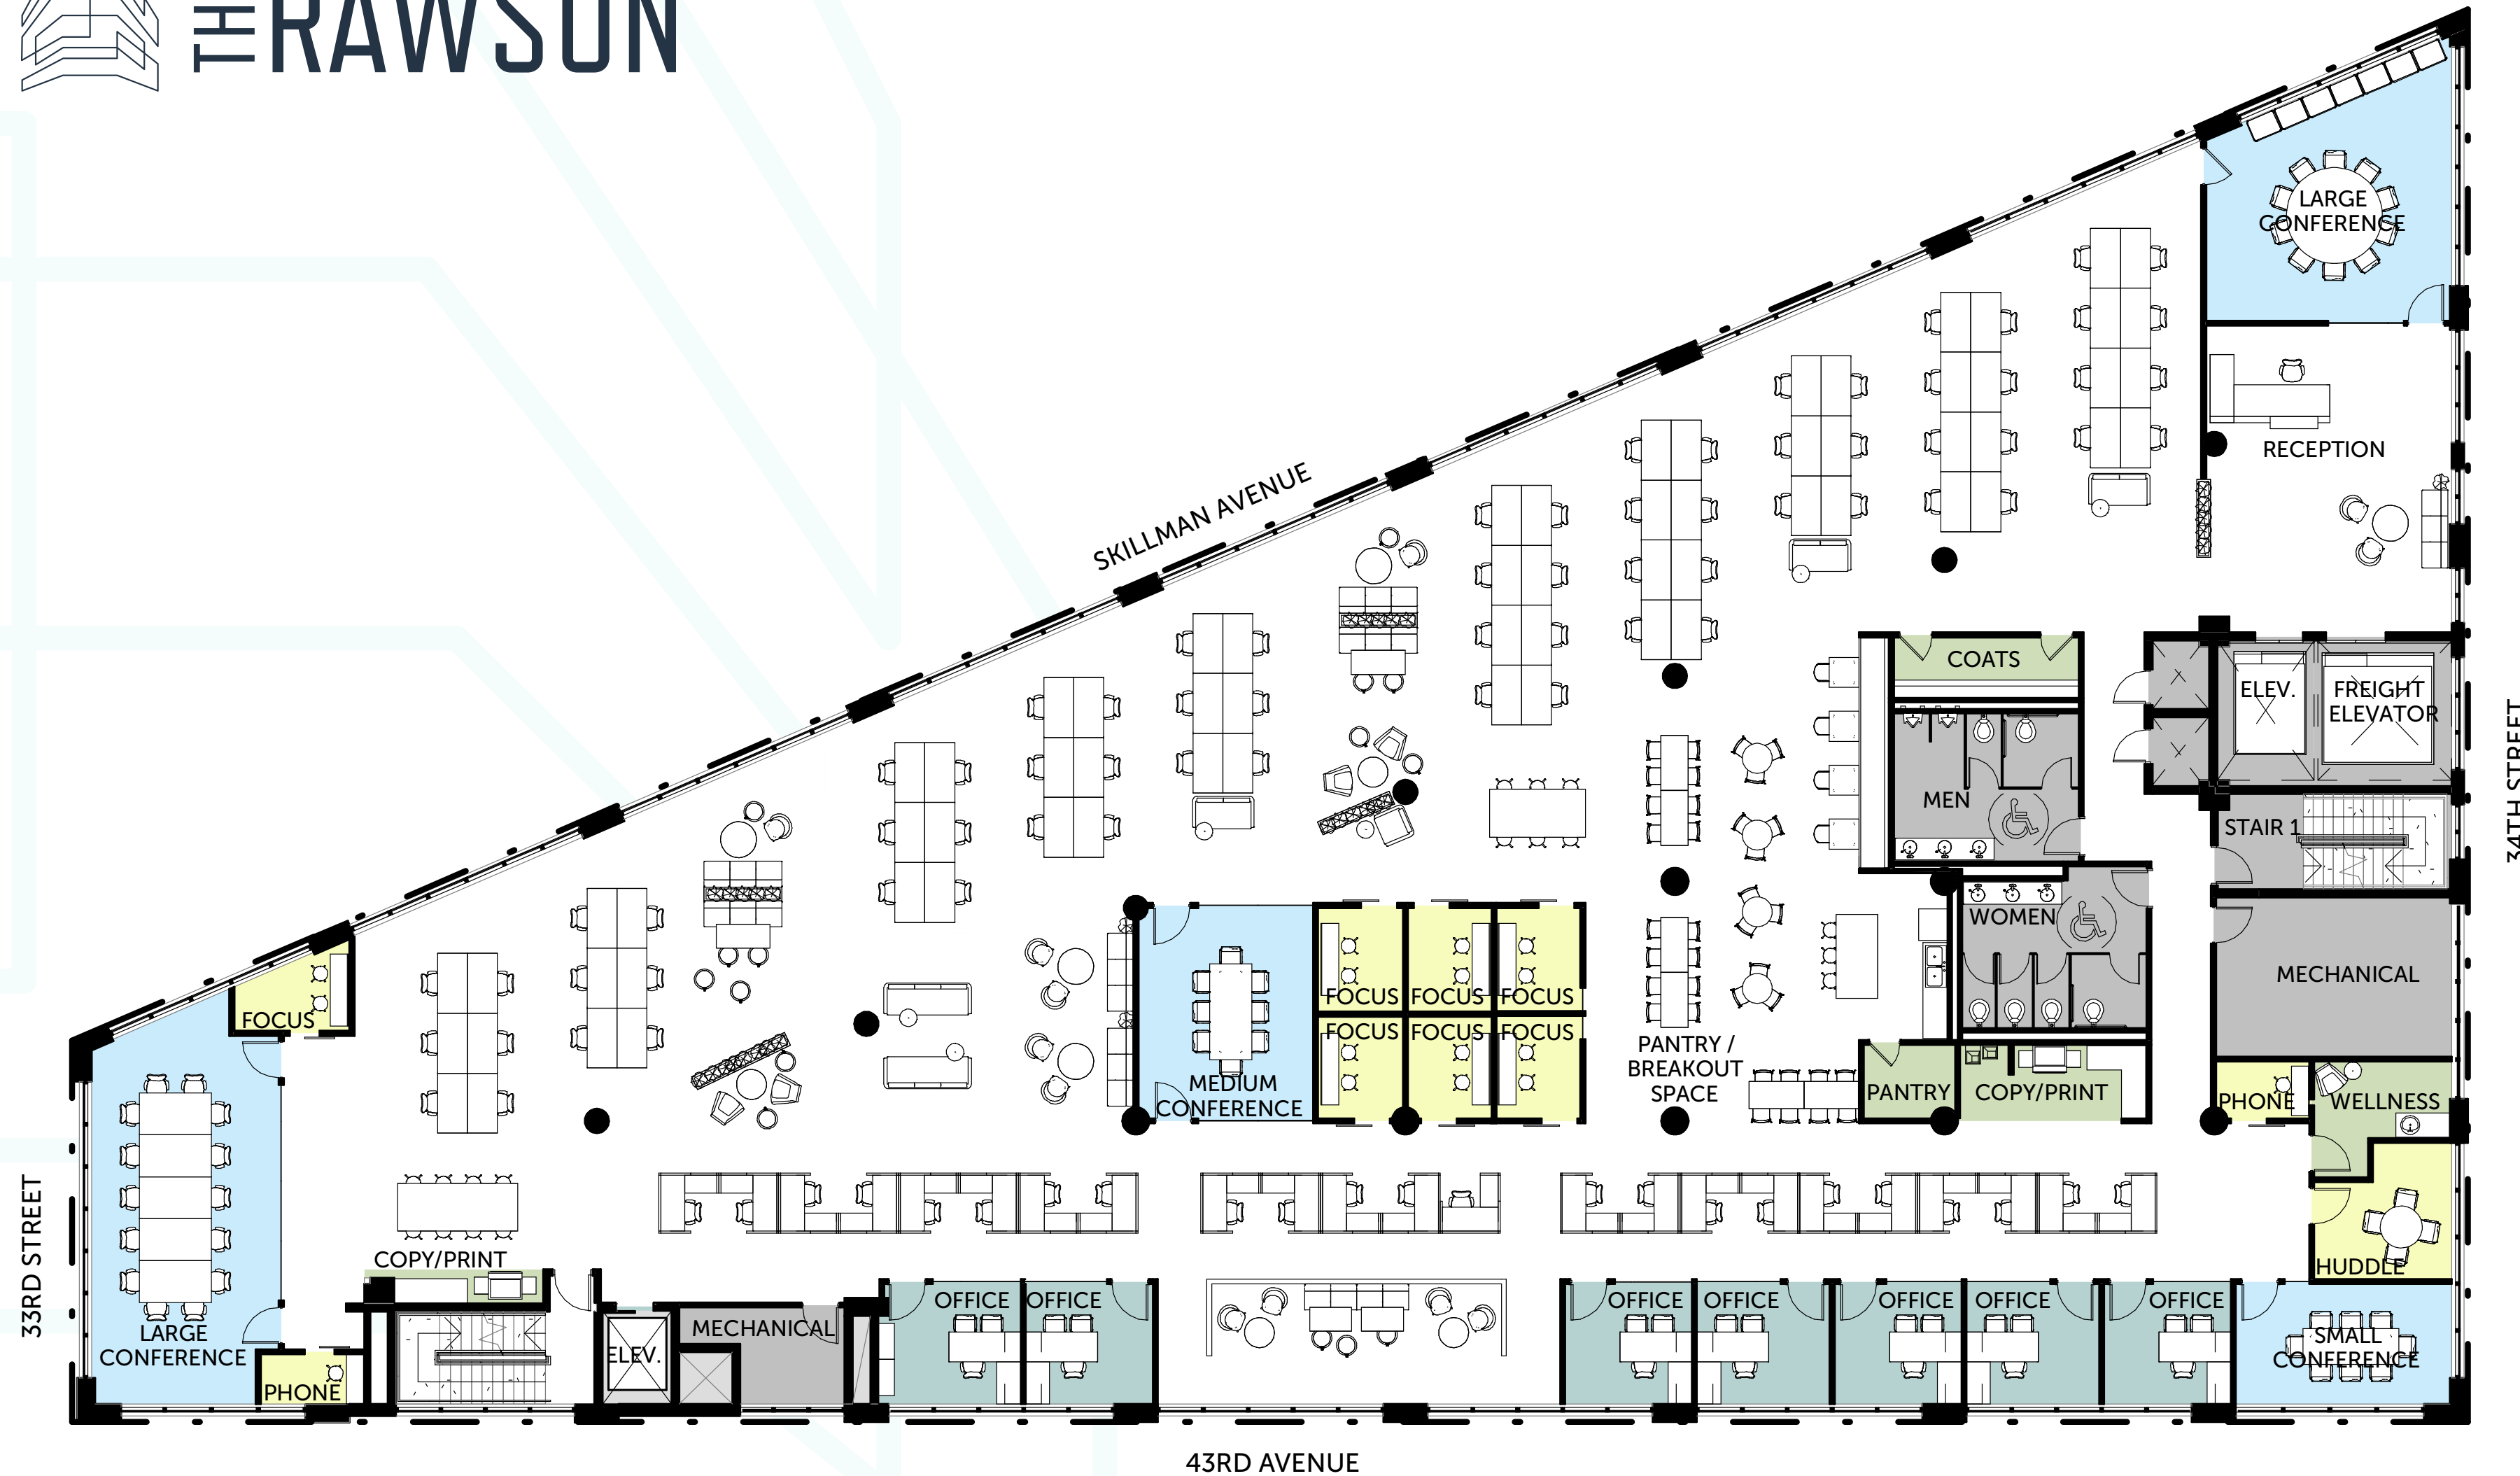 THE
RAWSON
LARGE
CONFERENCE
RECEPTION
SKILLMAN AVENUE
COATS
ELEV.
FREIGHT
ELEVATOR
34TH STREET
MEN
STAIR 1
WOMEN
MECHANICAL
FOCUS
FOCUS
FOCUS
FOCUS
FOCUS
FOCUS
FOCUS
MEDIUM
CONFERENCE
PANTRY /
BREAKOUT
SPACE
PANTRY
COPY/PRINT
PHONE
WELLNESS
HUDDLE
33RD STREET
COPY/PRINT
LARGE
CONFERENCE
PHONE
ELEV.
MECHANICAL
OFFICE
OFFICE
OFFICE
OFFICE
OFFICE
OFFICE
OFFICE
SMALL
CONFERENCE
43RD AVENUE